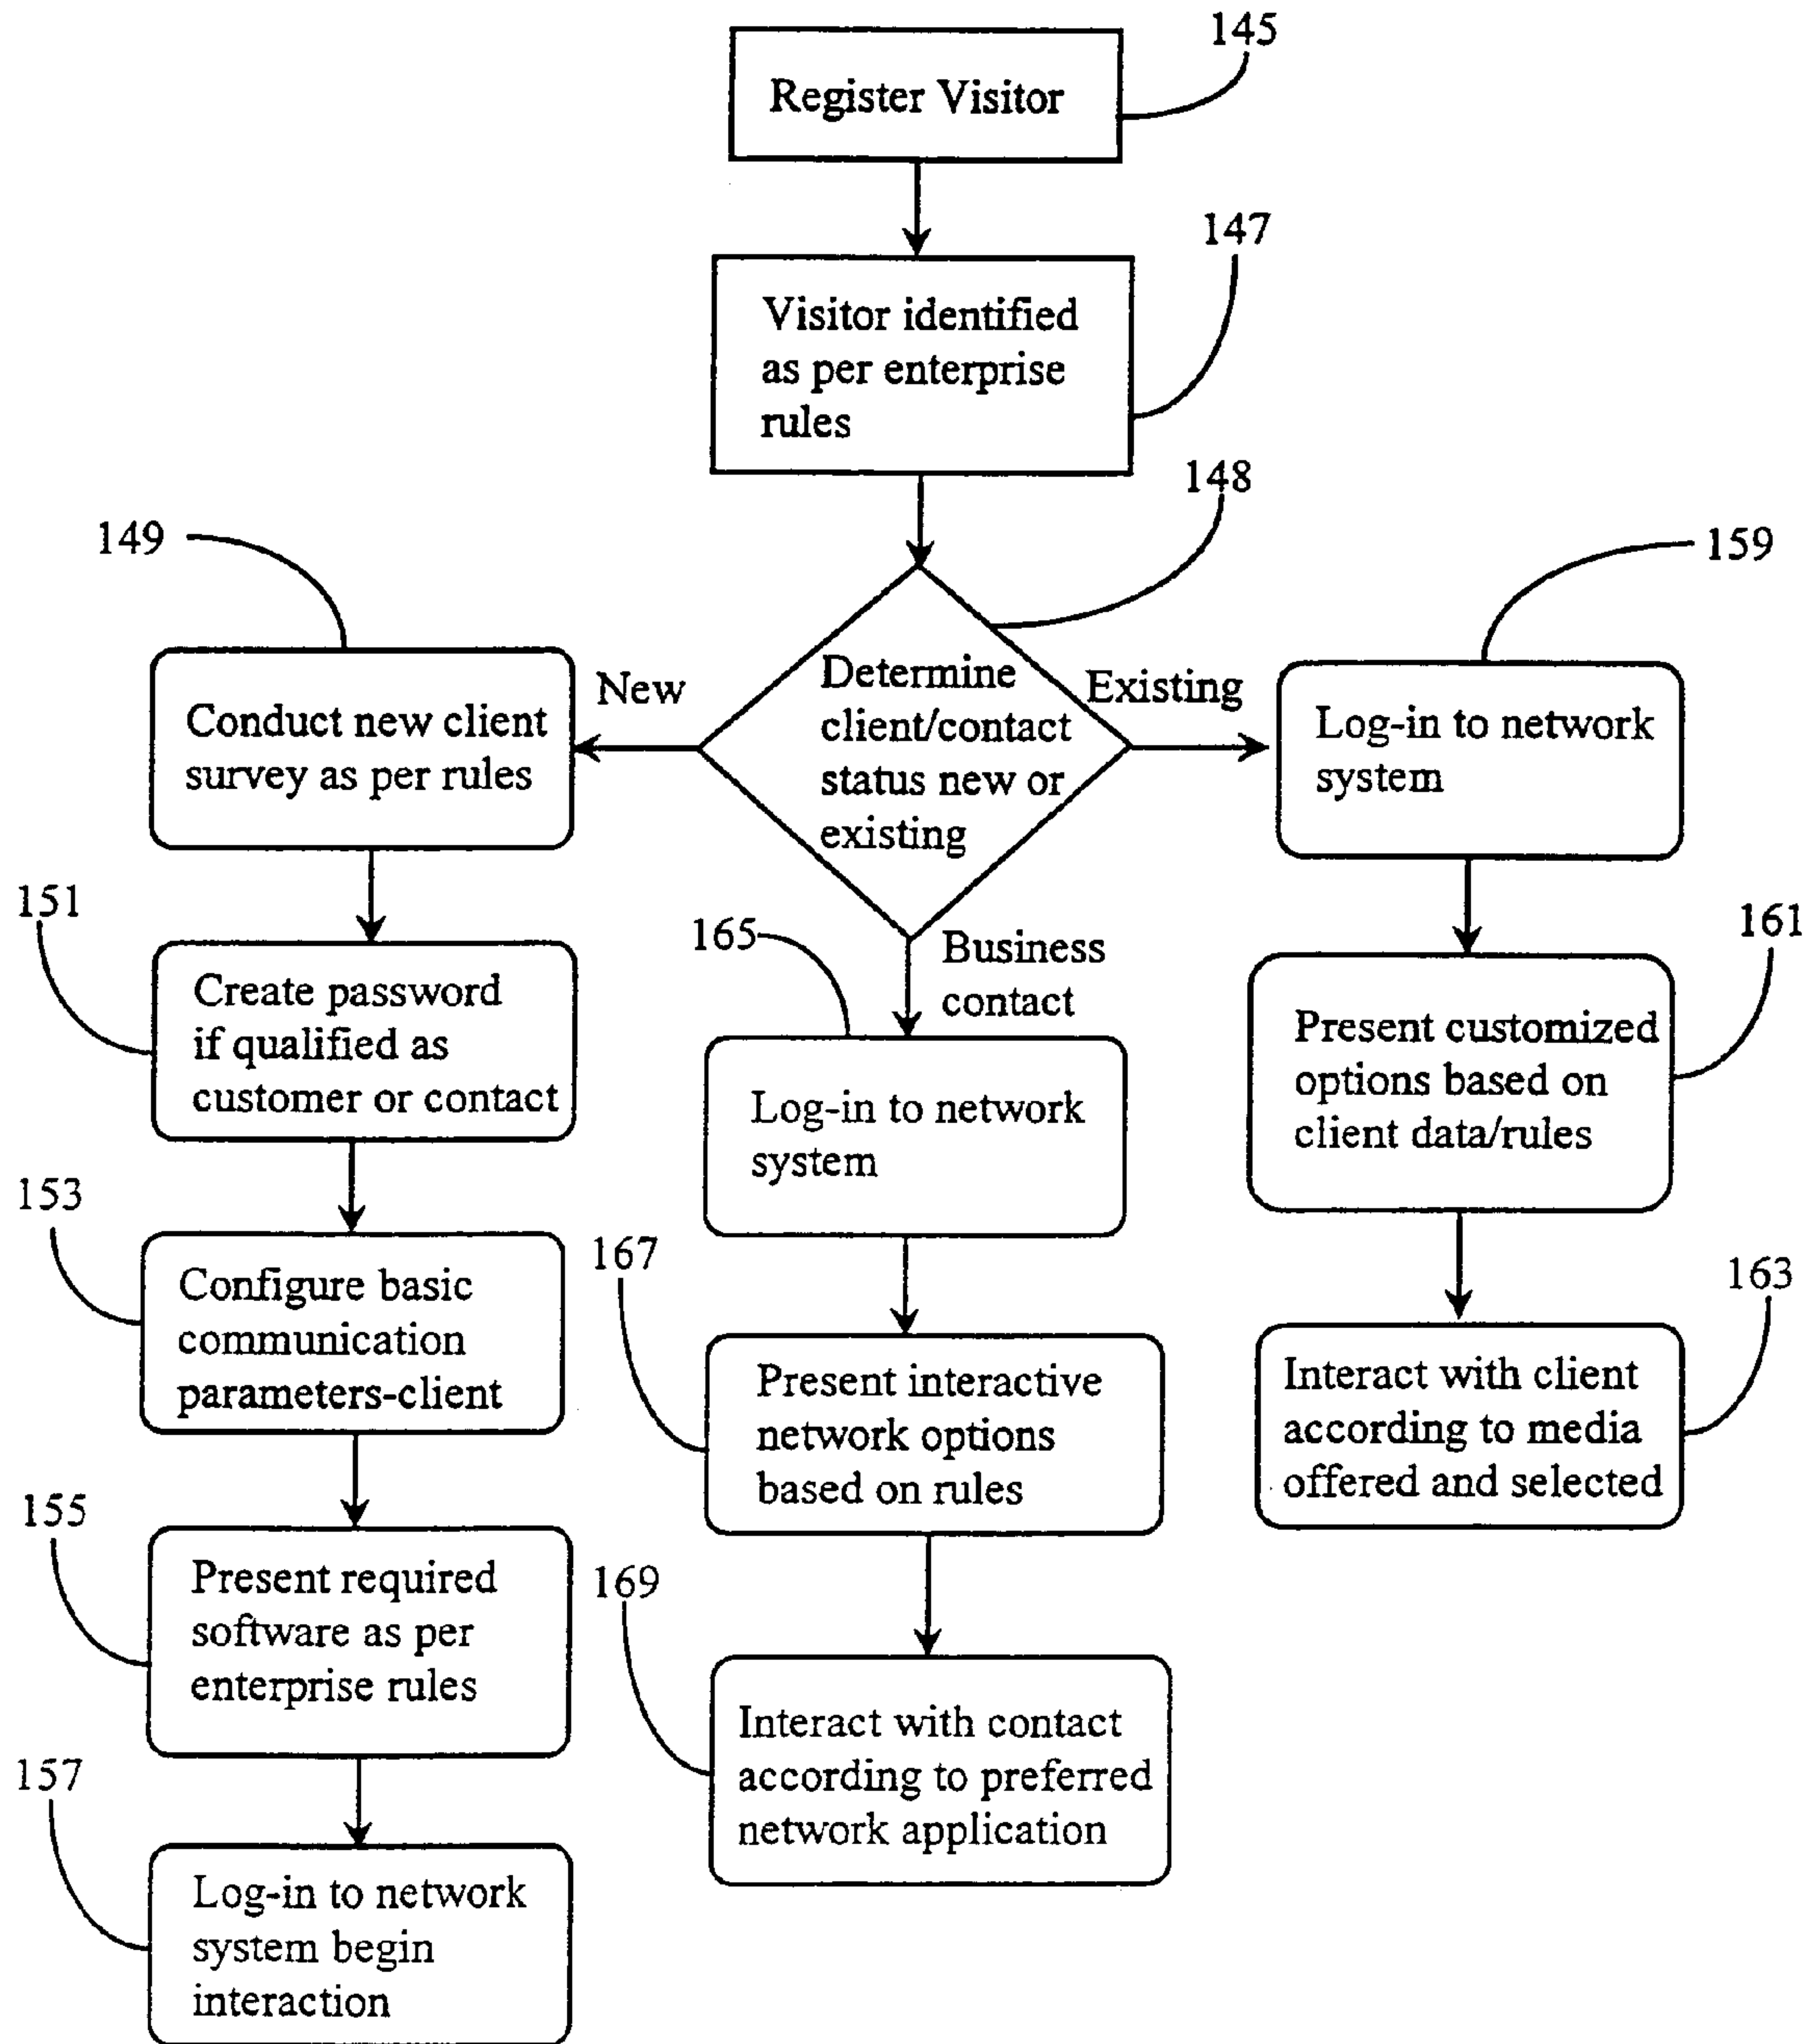 145
Register Visitor
147
Visitor identified
as per enterprise
rules
148
149
159
New
Determine
client/contact
status new or
existing
Existing
Conduct new client
survey as per rules
Log-in to network
system
151
Create password
if qualified as
customer or contact
165
Business
contact
161
Log-in to network
system
Present customized
options based on
client data/rules
153
Configure basic
communication
parameters-client
167
Present interactive
network options
based on rules
163
Interact with client
according to media
offered and selected
155
Present required
software as per
enterprise rules
169
Interact with contact
according to preferred
network application
157
Log-in to network
system begin
interaction